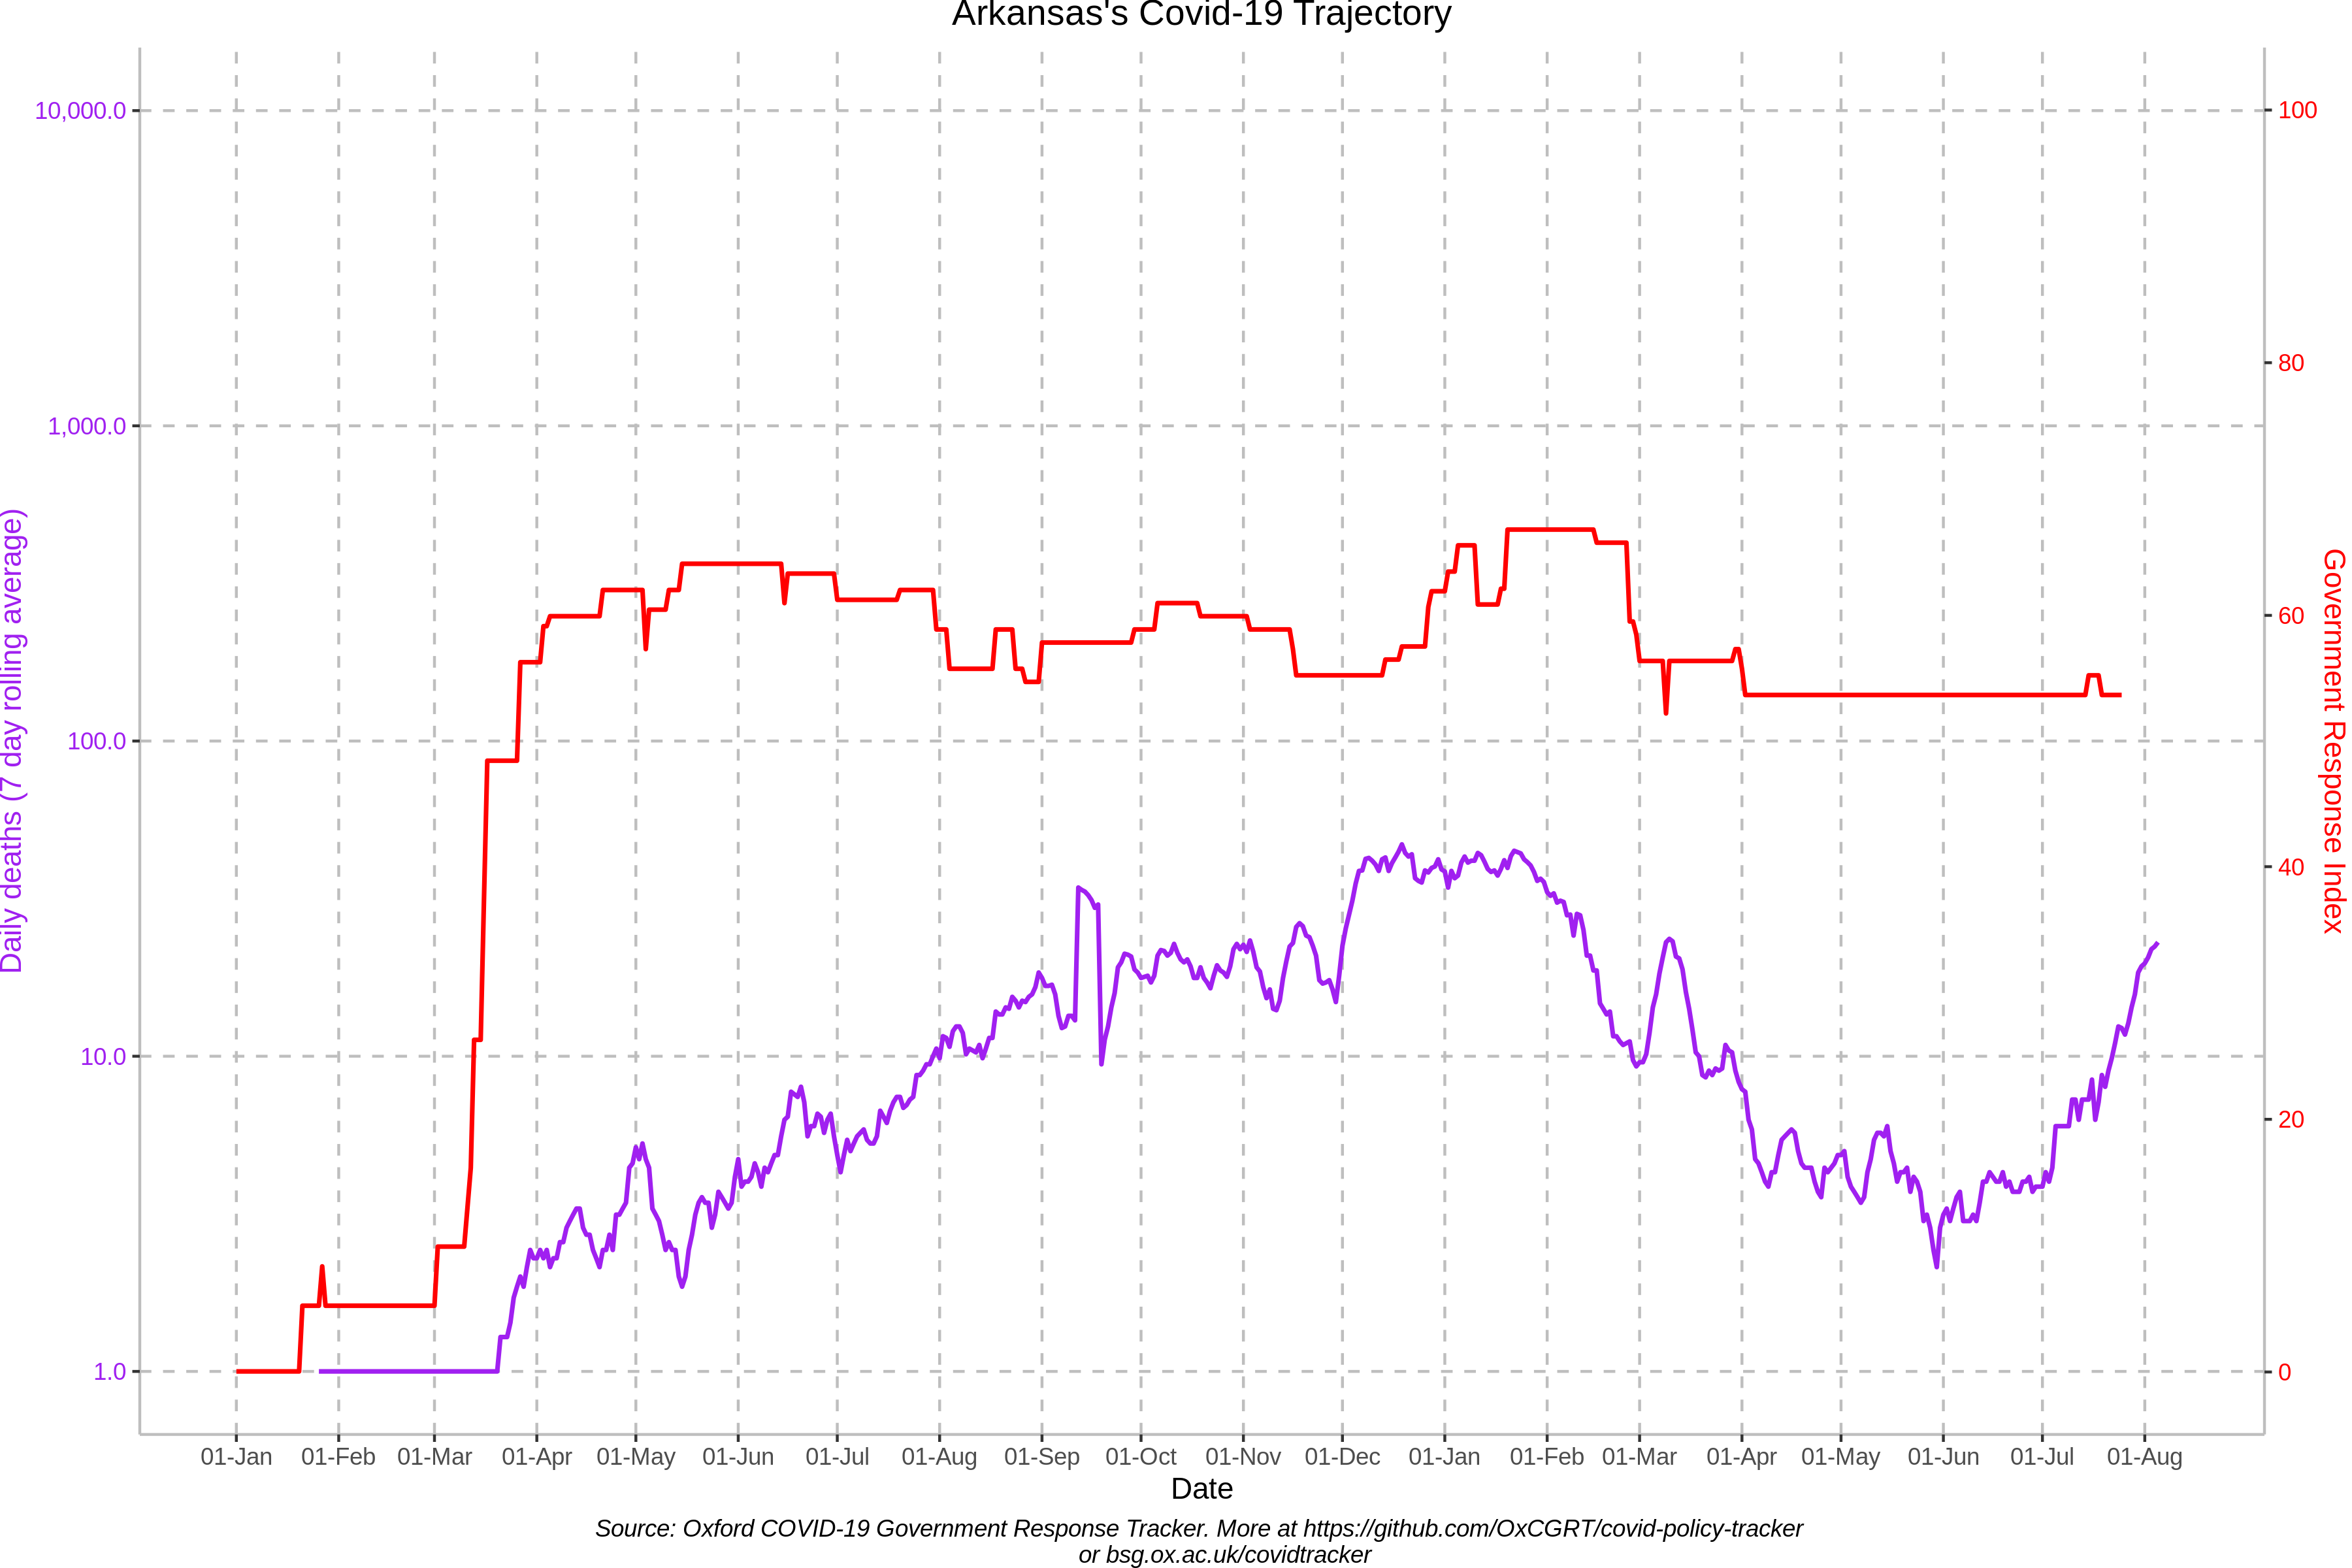 Arkansas's Covid-19 Trajectory
10,000.0
1,000.0
100.0
10.0
1.0
Daily deaths (7 day rolling average)
100
80
60
40
20
0
Government Response Index
01-Jan 01-Feb 01-Mar 01-Apr 01-May 01-Jun 01-Jul 01-Aug 01-Sep 01-Oct 01-Nov 01-Dec 01-Jan 01-Feb 01-Mar 01-Apr 01-May 01-Jun 01-Jul 01-Aug
Date
Source: Oxford COVID-19 Government Response Tracker. More at https://github.com/OxCGRT/covid-policy-tracker
or bsg.ox.ac.uk/covidtracker